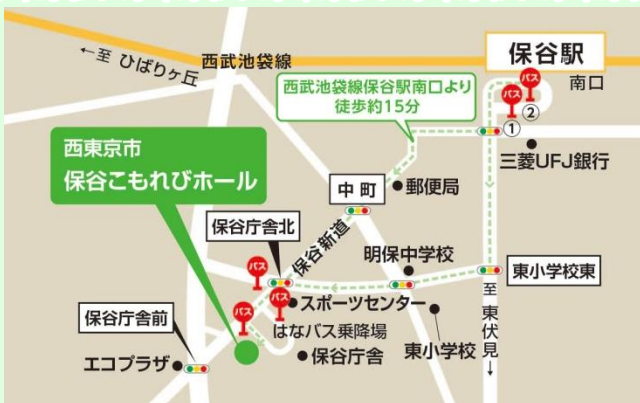 ←至 ひばりヶ丘
西武池袋線
保谷駅
南口
バス
バス
①
②
西武池袋線保谷駅南口より
徒歩約15分
三菱UFJ銀行
西東京市
保谷こもれびホール
中町
郵便局
保谷庁舎北
保谷新道
明保中学校
東小学校東
バス
バス
スポーツセンター
バス
はなバス乗降場
保谷庁舎前
エコプラザ
保谷庁舎
東小学校
至東伏見→